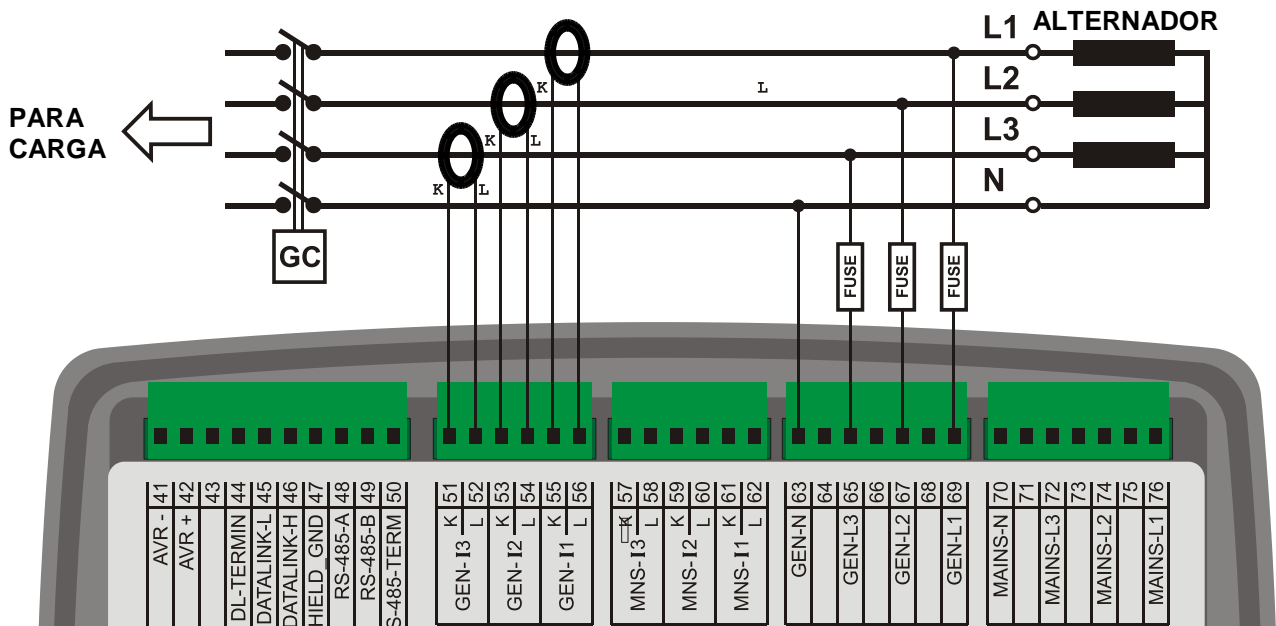 L1 ALTERNADOR
K L
L2
PARA
CARGA
L3
K L
N
K L
GC
FUSE
FUSE
FUSE
41 AVR -
42 AVR +
43
44 DL-TERMIN
45 DATALINK-L
46 DATALINK-H
47 HIELD_GND
48 RS-485-A
49 RS-485-B
50 S-485-TERM
51 K
52 L
GEN- I3
53 K
54 L
GEN- I2
55 K
56 L
GEN- I1
57 K
58 L
MNS- I3
59 K
60 L
MNS- I2
61 K
62 L
MNS- I1
63 GEN-N
64
65 GEN-L3
66
67 GEN-L2
68
69 GEN-L1
70 MAINS-N
71
72 MAINS-L3
73
74 MAINS-L2
75
76 MAINS-L1